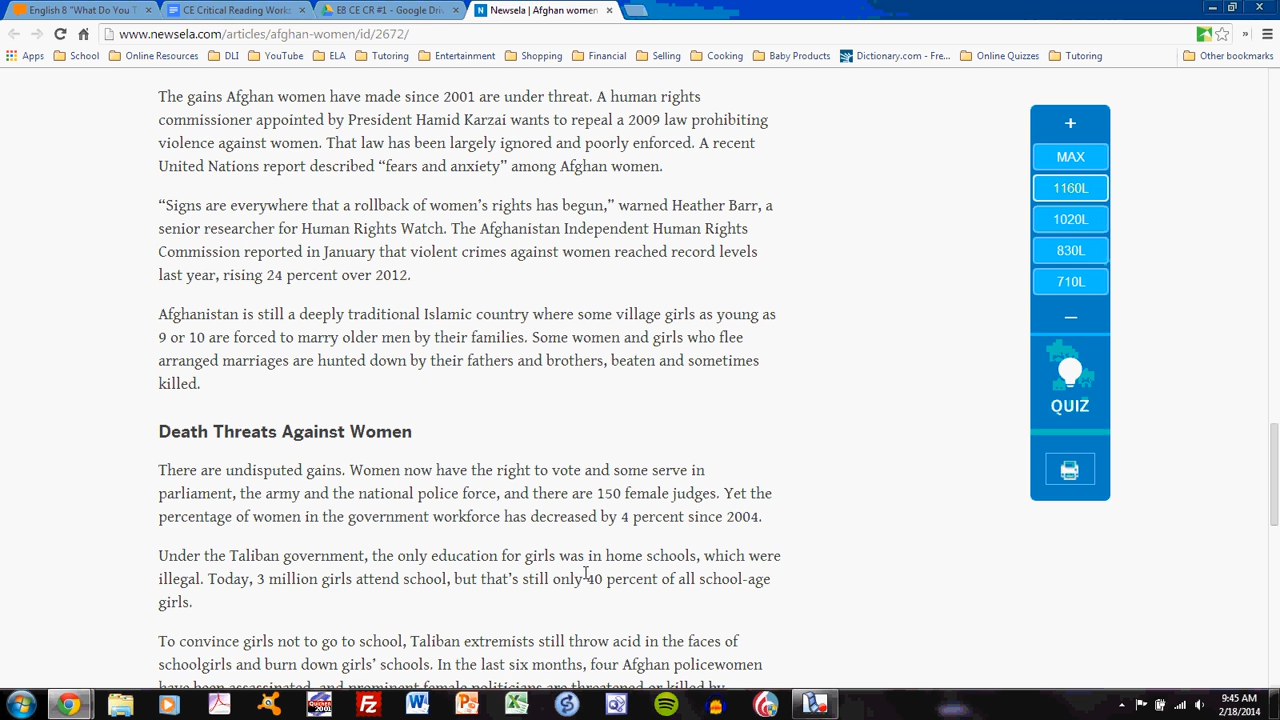 English 8 "What Do You T
CE Critical Reading Works
E8 CE CR #1 - Google Driv
Newsela | Afghan women
www.newsela.com/articles/afghan-women/id/2672/
Apps School Online Resources DLI YouTube ELA Tutoring Entertainment Shopping Financial Selling Cooking Baby Products Dictionary.com - Fre... Online Quizzes Tutoring Other bookmarks
The gains Afghan women have made since 2001 are under threat. A human rights
commissioner appointed by President Hamid Karzai wants to repeal a 2009 law prohibiting
violence against women. That law has been largely ignored and poorly enforced. A recent
United Nations report described “fears and anxiety” among Afghan women.
“Signs are everywhere that a rollback of women’s rights has begun,” warned Heather Barr, a
senior researcher for Human Rights Watch. The Afghanistan Independent Human Rights
Commission reported in January that violent crimes against women reached record levels
last year, rising 24 percent over 2012.
Afghanistan is still a deeply traditional Islamic country where some village girls as young as
9 or 10 are forced to marry older men by their families. Some women and girls who flee
arranged marriages are hunted down by their fathers and brothers, beaten and sometimes
killed.
Death Threats Against Women
There are undisputed gains. Women now have the right to vote and some serve in
parliament, the army and the national police force, and there are 150 female judges. Yet the
percentage of women in the government workforce has decreased by 4 percent since 2004.
Under the Taliban government, the only education for girls was in home schools, which were
illegal. Today, 3 million girls attend school, but that’s still only 40 percent of all school-age
girls.
To convince girls not to go to school, Taliban extremists still throw acid in the faces of
schoolgirls and burn down girls’ schools. In the last six months, four Afghan policewomen
have been assassinated, and prominent female politicians are threatened or killed by
+
MAX
1160L
1020L
830L
710L
–
QUIZ
9:45 AM
2/18/2014